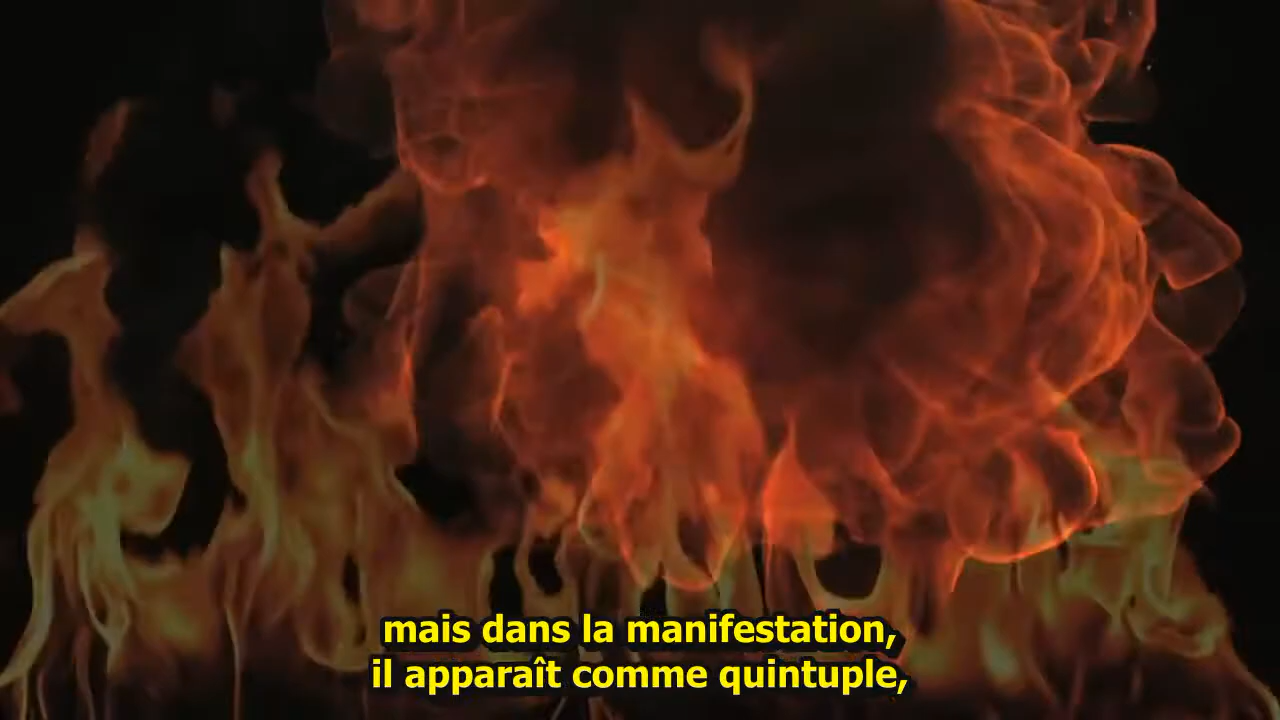 mais dans la manifestation,
il apparaît comme quintuple,